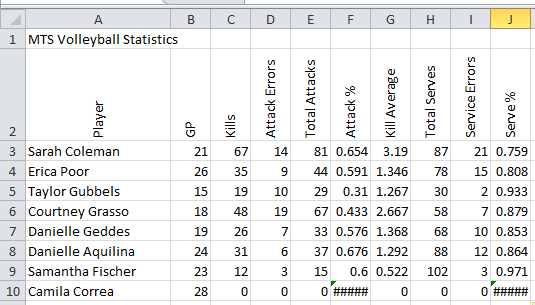 A B C D E F G H I J
1 MTS Volleyball Statistics
2 Player GP Kills Attack Errors Total Attacks Attack % Kill Average Total Serves Service Errors Serve %
3 Sarah Coleman 21 67 14 81 0.654 3.19 87 21 0.759
4 Erica Poor 26 35 9 44 0.591 1.346 78 15 0.808
5 Taylor Gubbels 15 19 10 29 0.31 1.267 30 2 0.933
6 Courtney Grasso 18 48 19 67 0.433 2.667 58 7 0.879
7 Danielle Geddes 19 26 7 33 0.576 1.368 68 10 0.853
8 Danielle Aquilina 24 31 6 37 0.676 1.292 88 12 0.864
9 Samantha Fischer 23 12 3 15 0.6 0.522 102 3 0.971
10 Camila Correa 28 0 0 0 ##### 0 0 0 #####